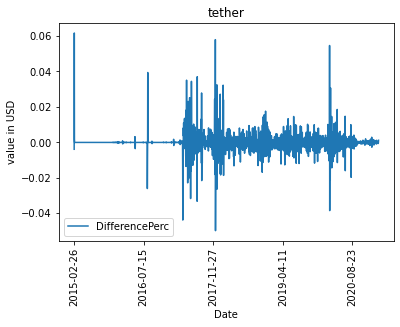 tether
value in USD
0.06
0.04
0.02
0.00
−0.02
−0.04
DifferencePerc
2015-02-26
2016-07-15
2017-11-27
2019-04-11
2020-08-23
Date